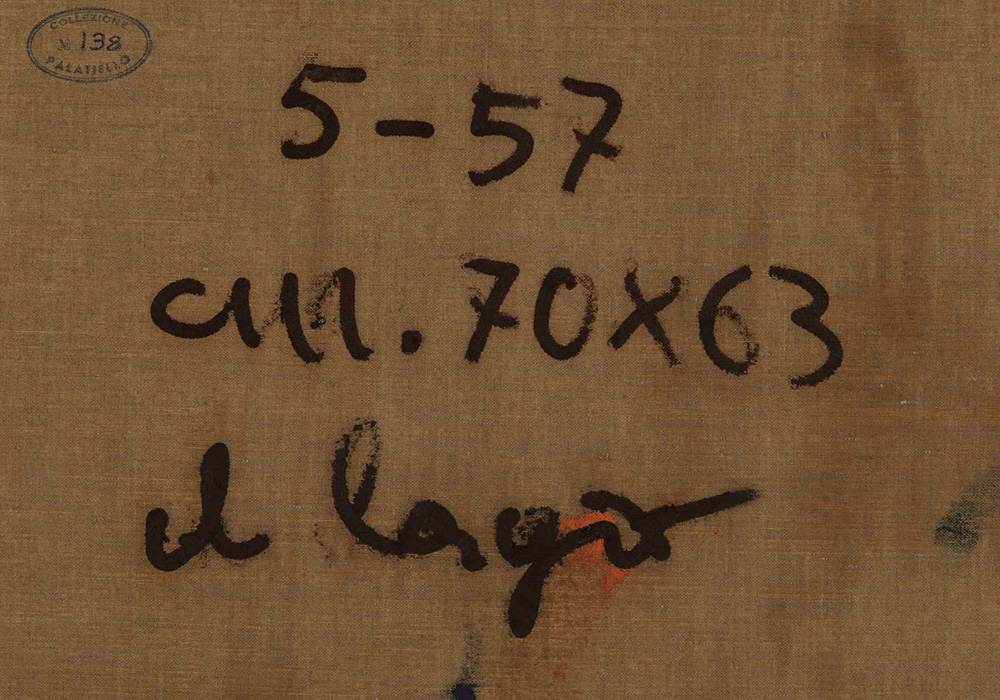 COLLEZIONE
N. 138
PALATIELLO
5-57
cm. 70X63
il lago